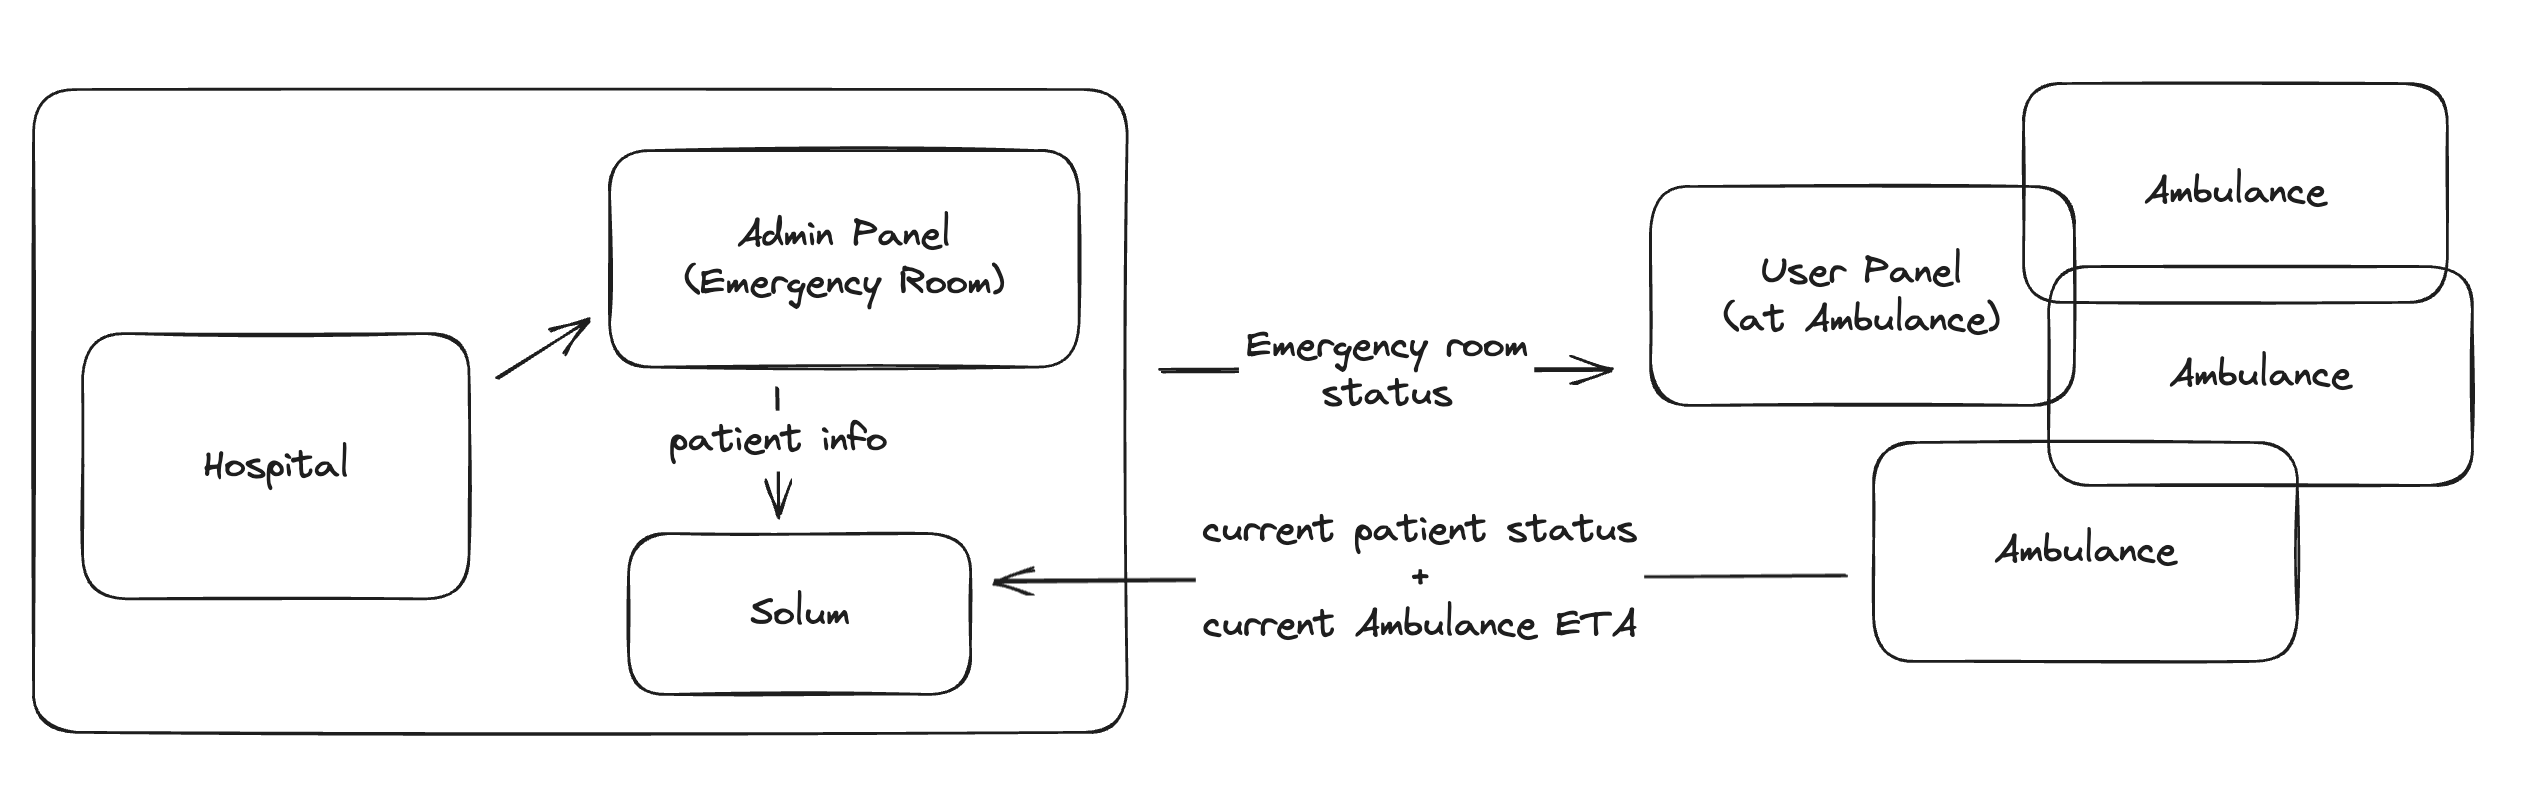 Admin Panel
(Emergency Room)
Hospital
patient info
Solum
Emergency room
status
current patient status
+
current Ambulance ETA
User Panel
(at Ambulance)
Ambulance
Ambulance
Ambulance